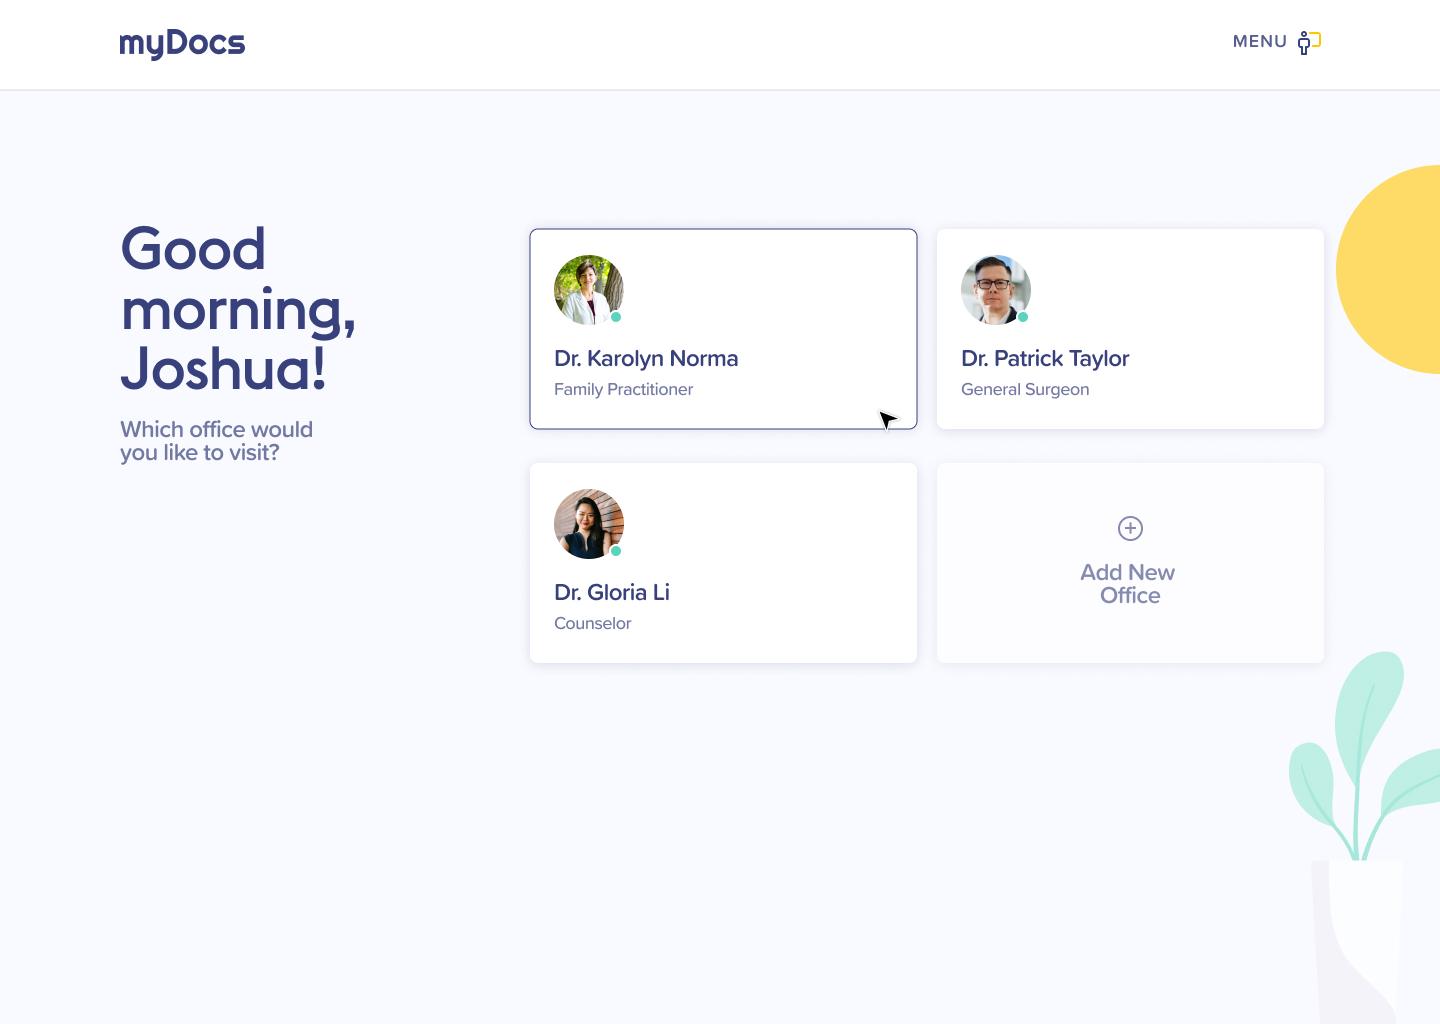 myDocs
MENU
Good
morning,
Joshua!
Which office would
you like to visit?
Dr. Karolyn Norma
Family Practitioner
Dr. Patrick Taylor
General Surgeon
Dr. Gloria Li
Counselor
Add New
Office